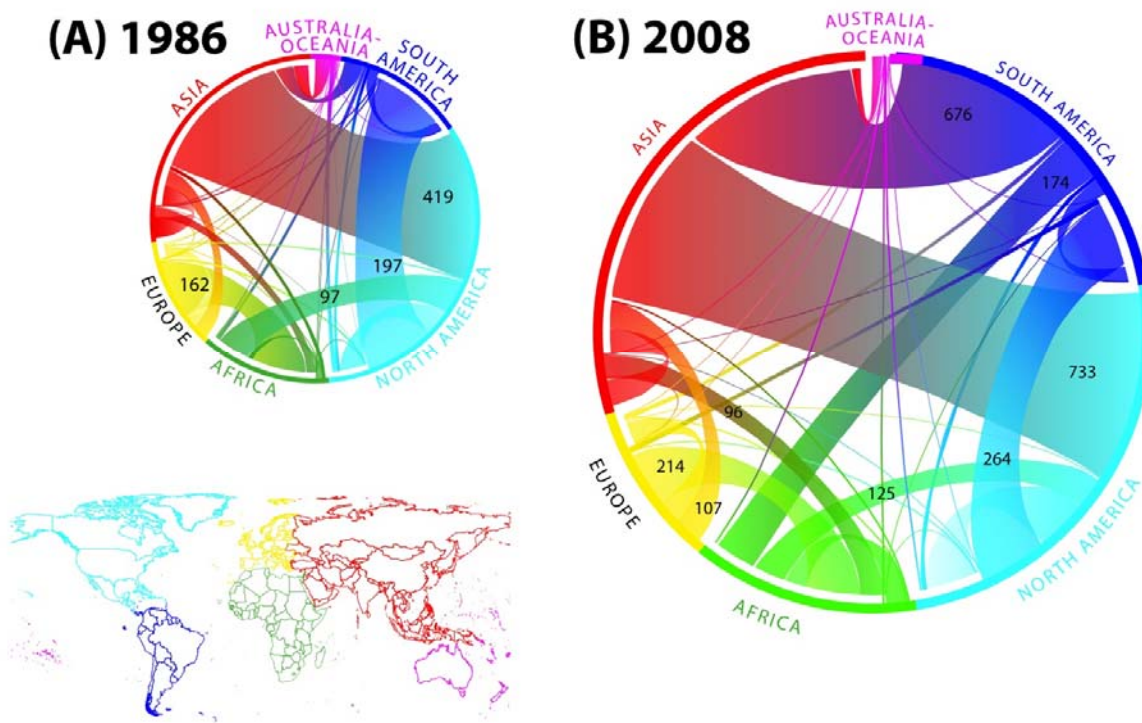 (A) 1986
AUSTRALIA-
OCEANIA
SOUTH
AMERICA
ASIA
419
197
162
97
EUROPE
AFRICA
NORTH AMERICA
(B) 2008
AUSTRALIA-
OCEANIA
SOUTH AMERICA
ASIA
676
174
733
96
264
214
125
107
EUROPE
AFRICA
NORTH AMERICA